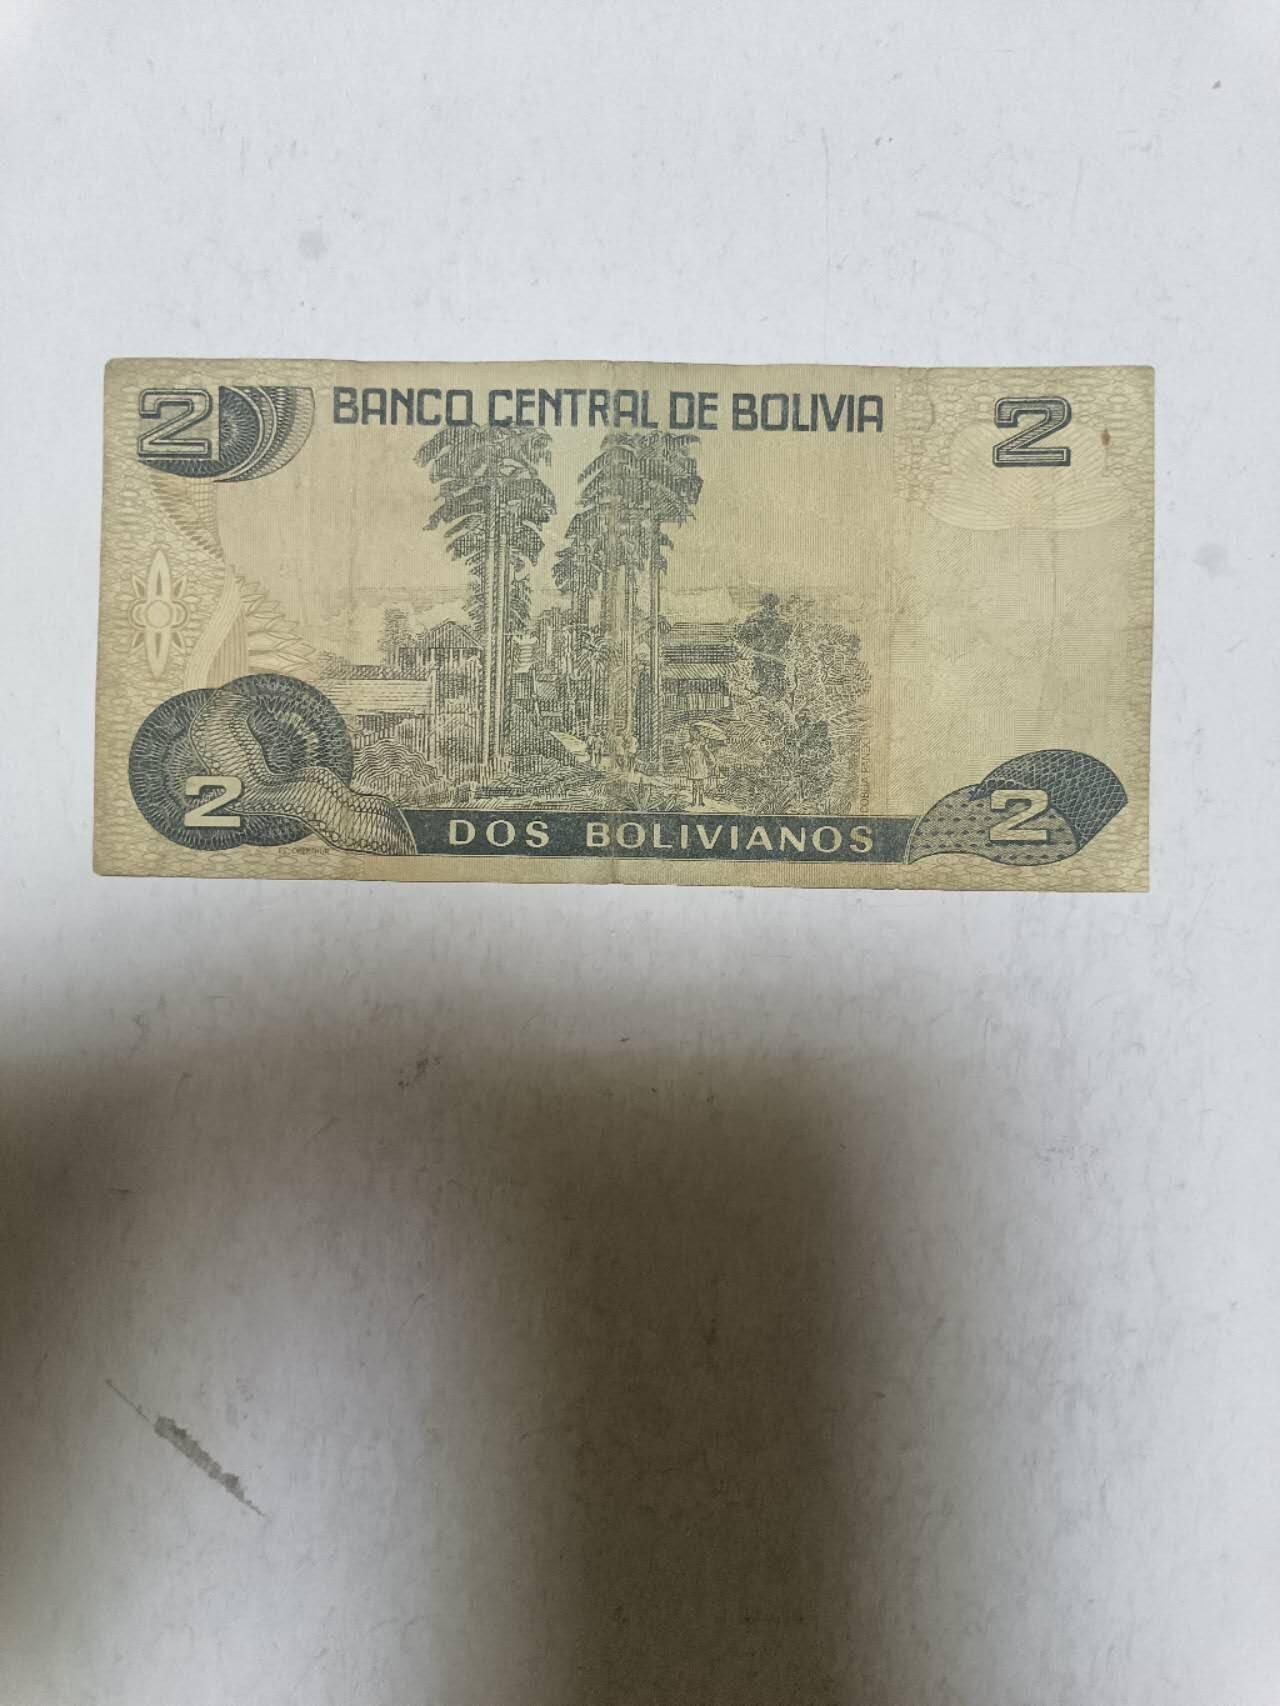 2 BANCO CENTRAL DE BOLIVIA 2
2 DOS BOLIVIANOS 2